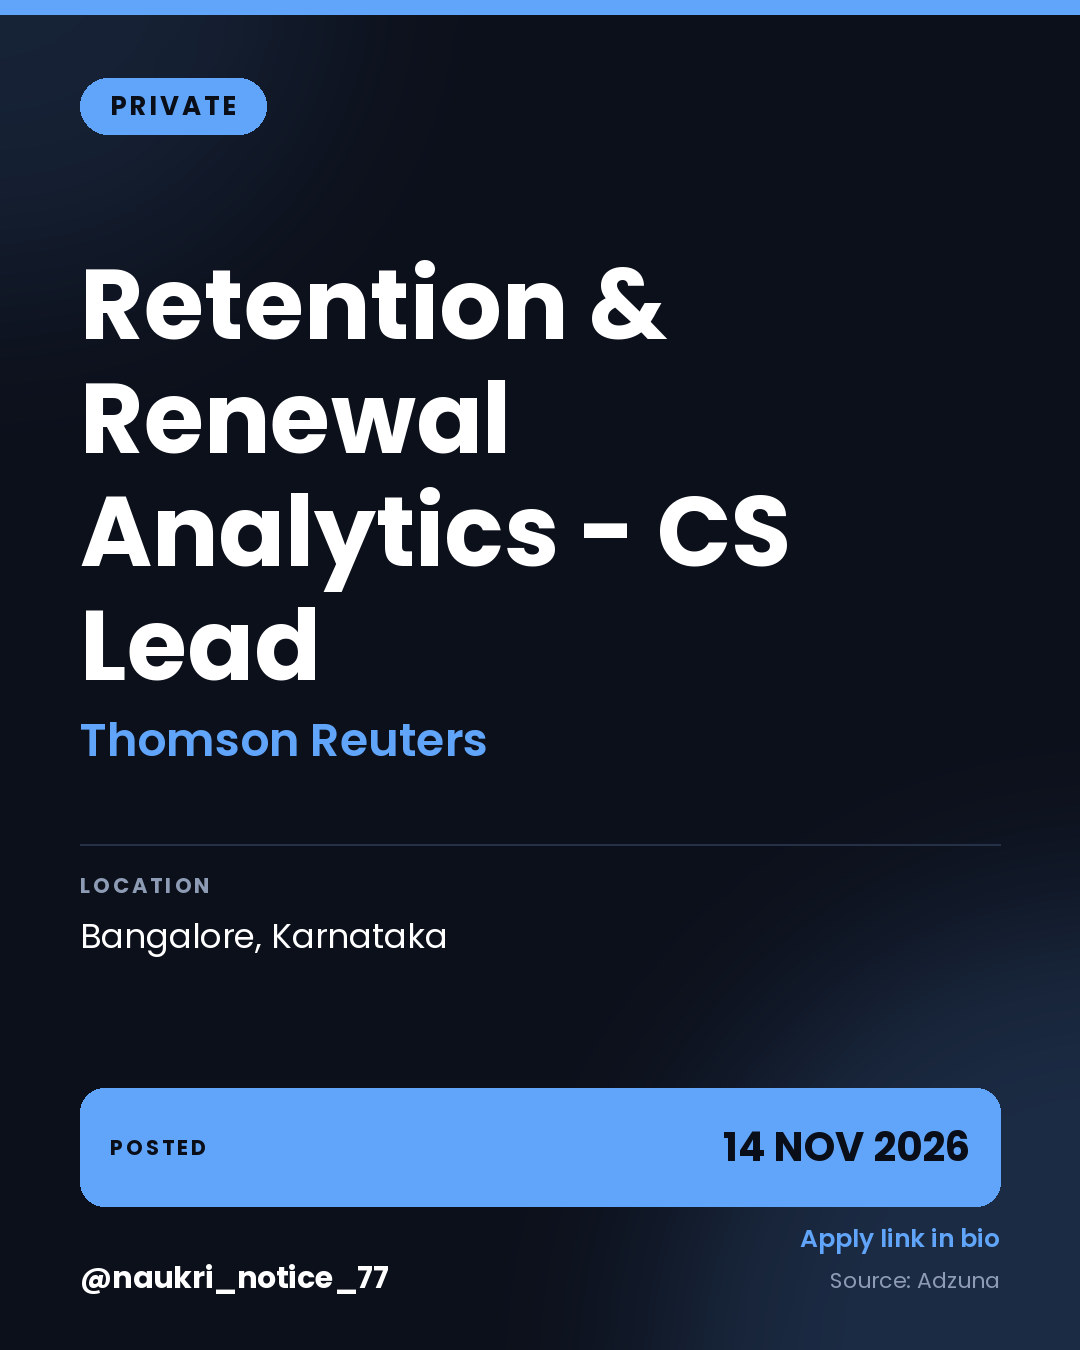 PRIVATE
Retention &
Renewal
Analytics - CS
Lead
Thomson Reuters
LOCATION
Bangalore, Karnataka
POSTED
14 NOV 2026
Apply link in bio
@naukri_notice_77
Source: Adzuna